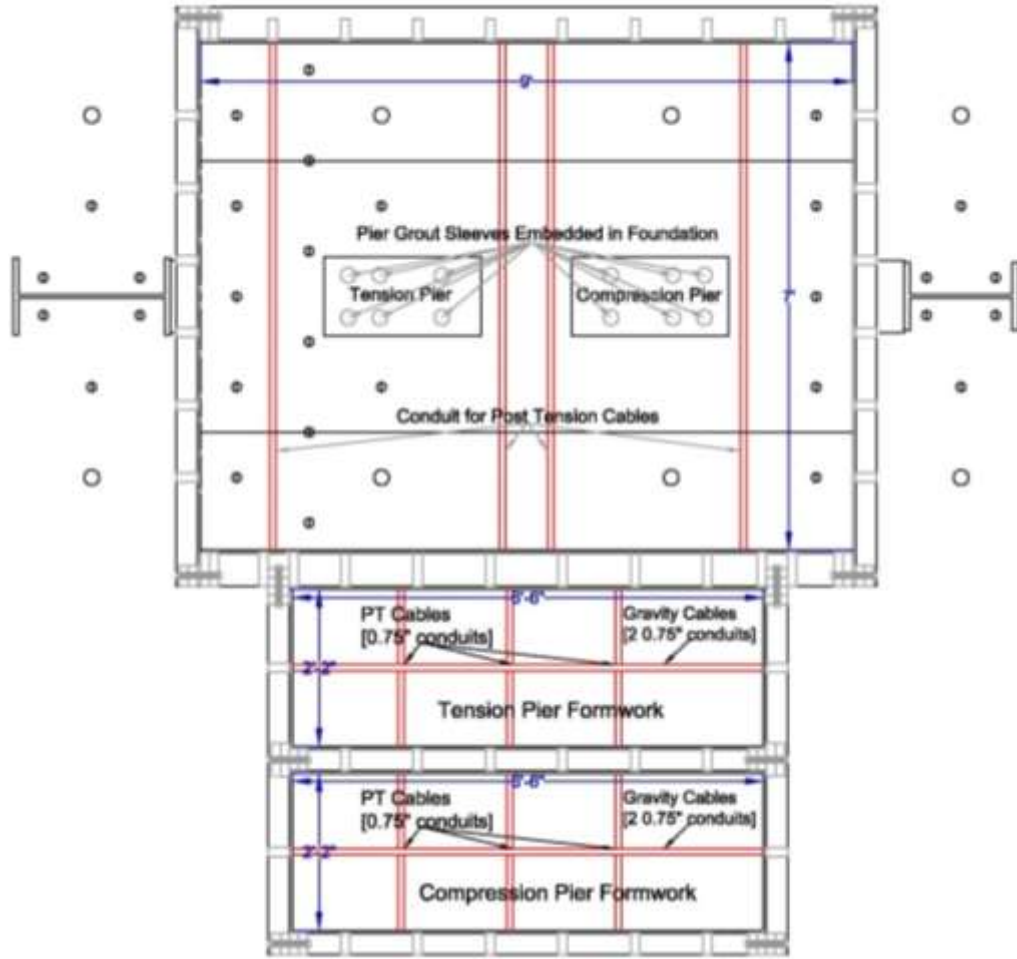 9'
Pier Grout Sleeves Embedded in Foundation
Tension Pier
Compression Pier
7'
Conduit for Post Tension Cables
6'-6"
PT Cables
[0.75" conduits]
Gravity Cables
[2 0.75" conduits]
2'-2"
Tension Pier Formwork
6'-6"
PT Cables
[0.75" conduits]
Gravity Cables
[2 0.75" conduits]
2'-2"
Compression Pier Formwork